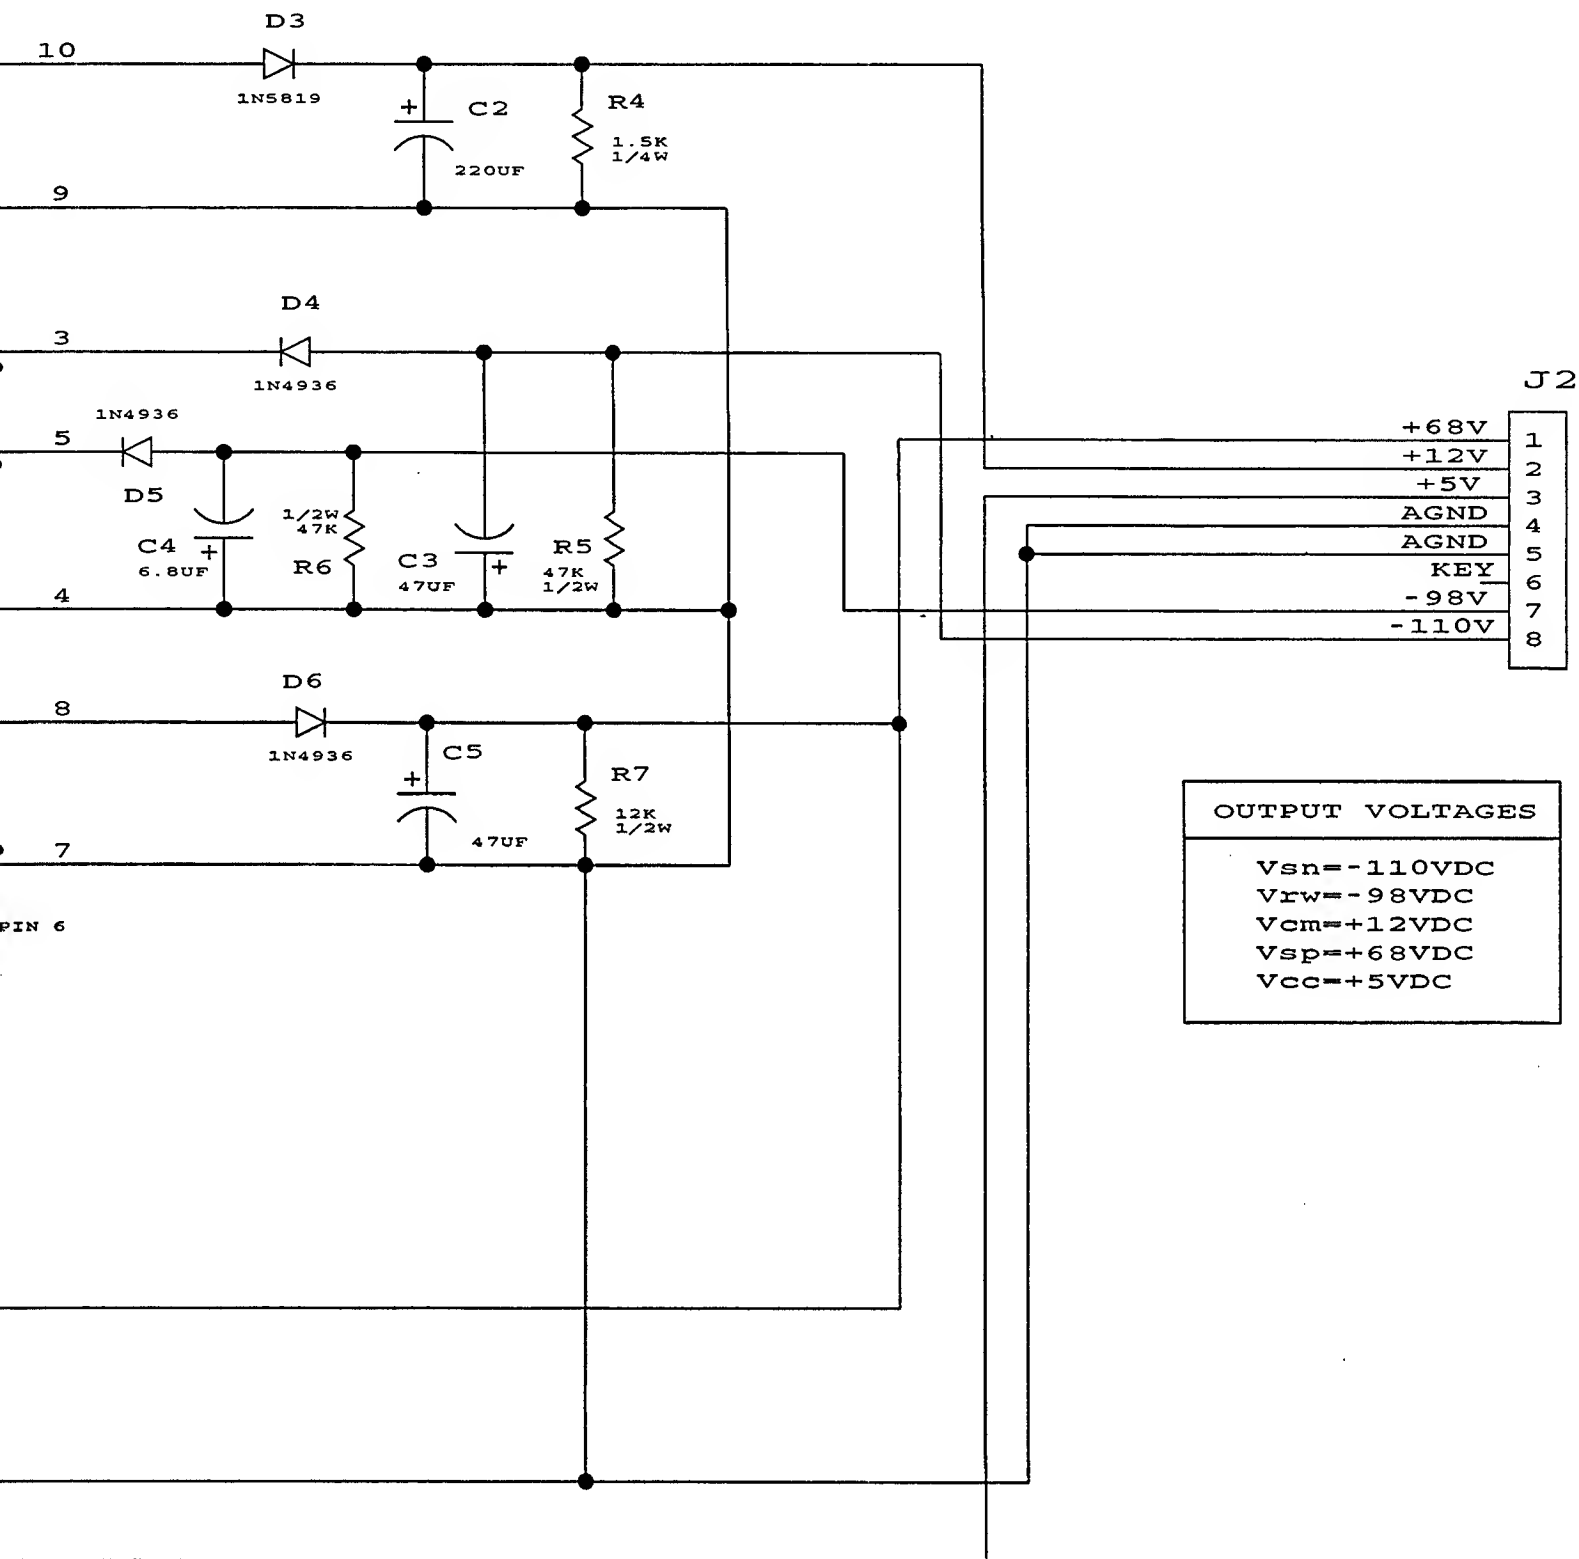 D3
10
1N5819
+
C2
220UF
R4
1.5K
1/4W
9
D4
3
1N4936
J2
1N4936
5
D5
C4
+
6.8UF
1/2W
47K
R6
C3
+
47UF
R5
47K
1/2W
4
+68V 1
+12V 2
+5V 3
AGND 4
AGND 5
KEY 6
-98V 7
-110V 8
D6
8
1N4936
C5
+
47UF
R7
12K
1/2W
7
PIN 6
OUTPUT VOLTAGES
Vsn=-110VDC
Vrw=-98VDC
Vcm=+12VDC
Vsp=+68VDC
Vcc=+5VDC